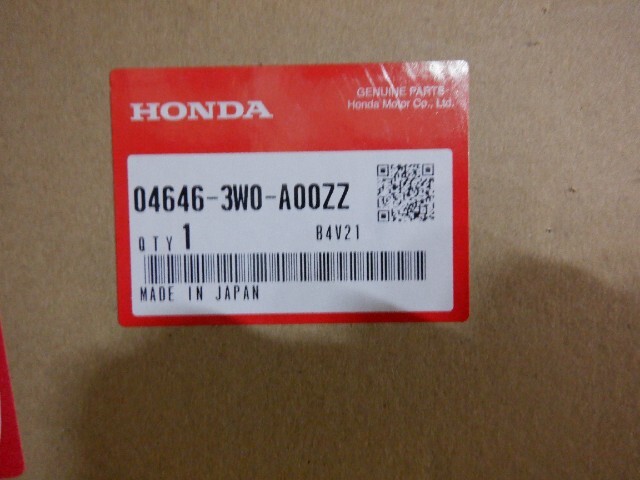 HONDA
GENUINE PARTS
Honda Motor Co., Ltd.
04646-3W0-A00ZZ
QTY 1 B4V21
MADE IN JAPAN